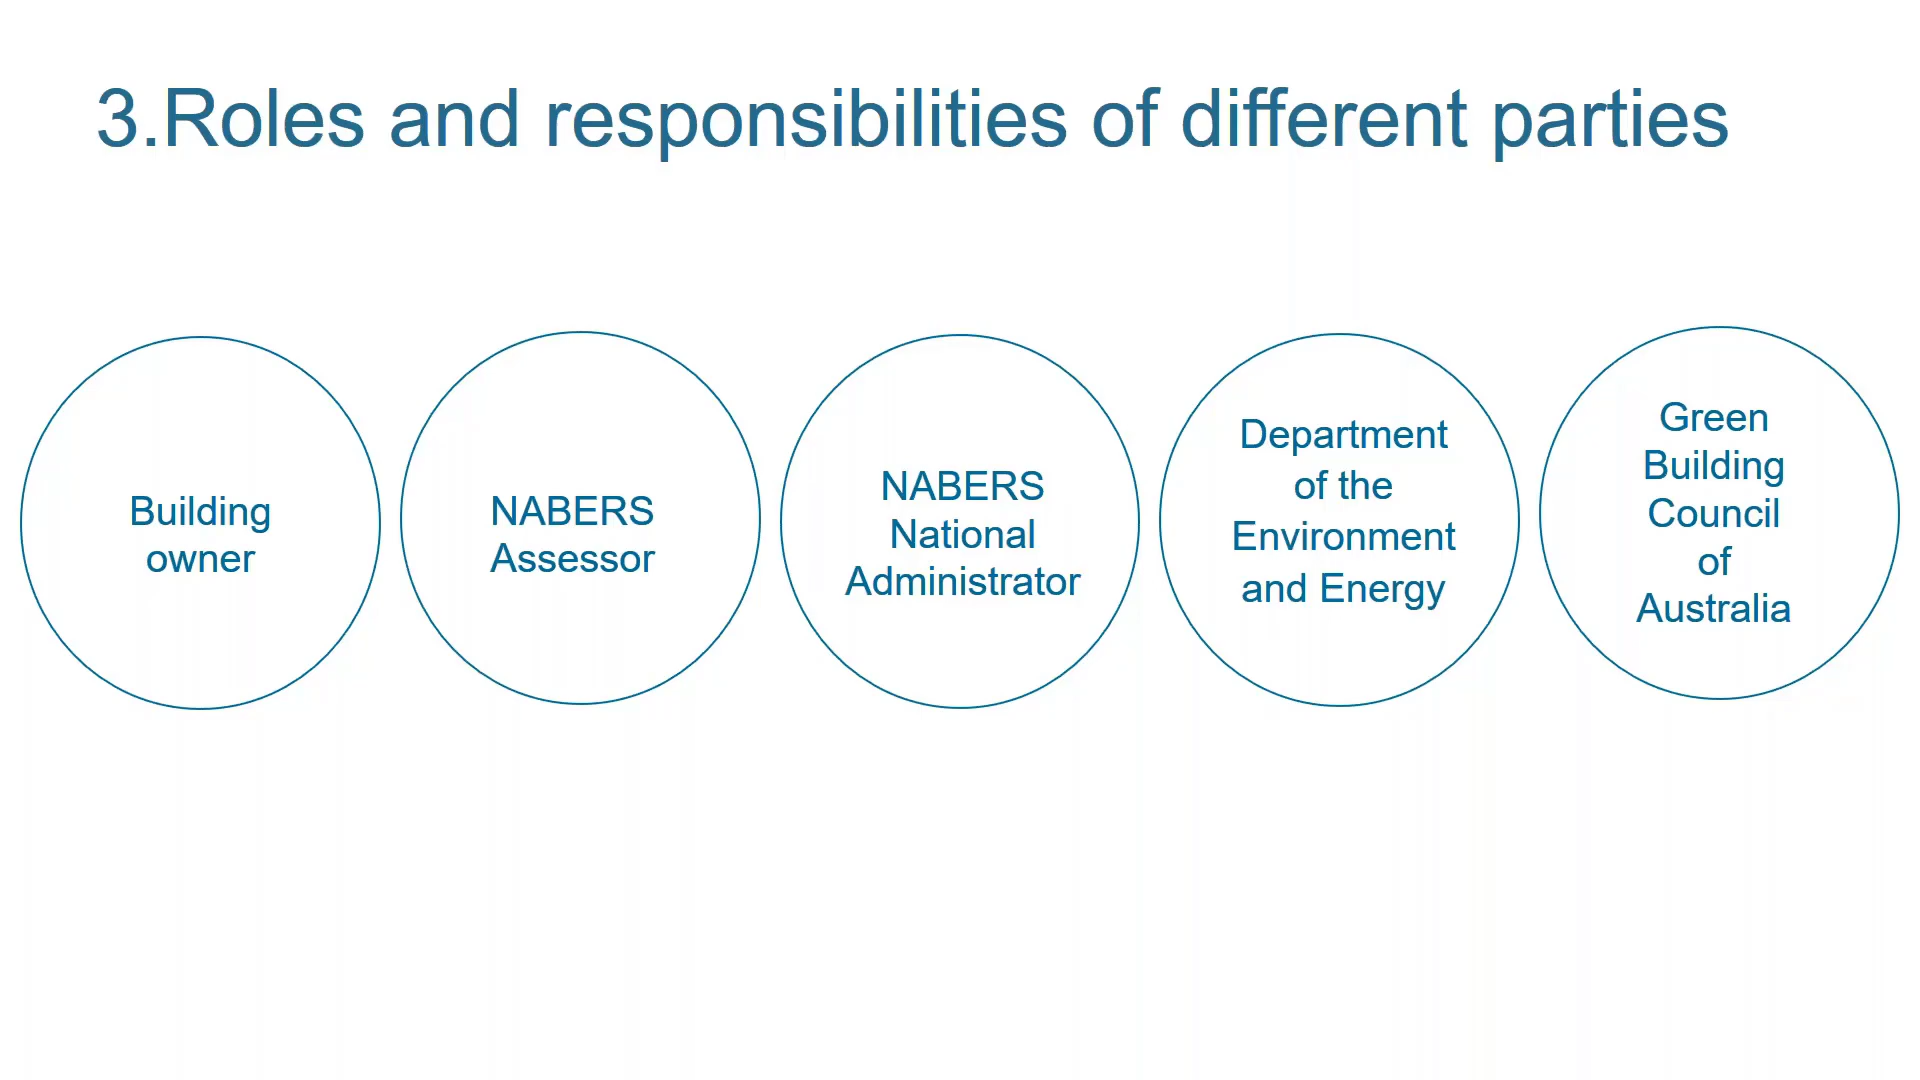 3.Roles and responsibilities of different parties
Building
owner
NABERS
Assessor
NABERS
National
Administrator
Department
of the
Environment
and Energy
Green
Building
Council
of
Australia